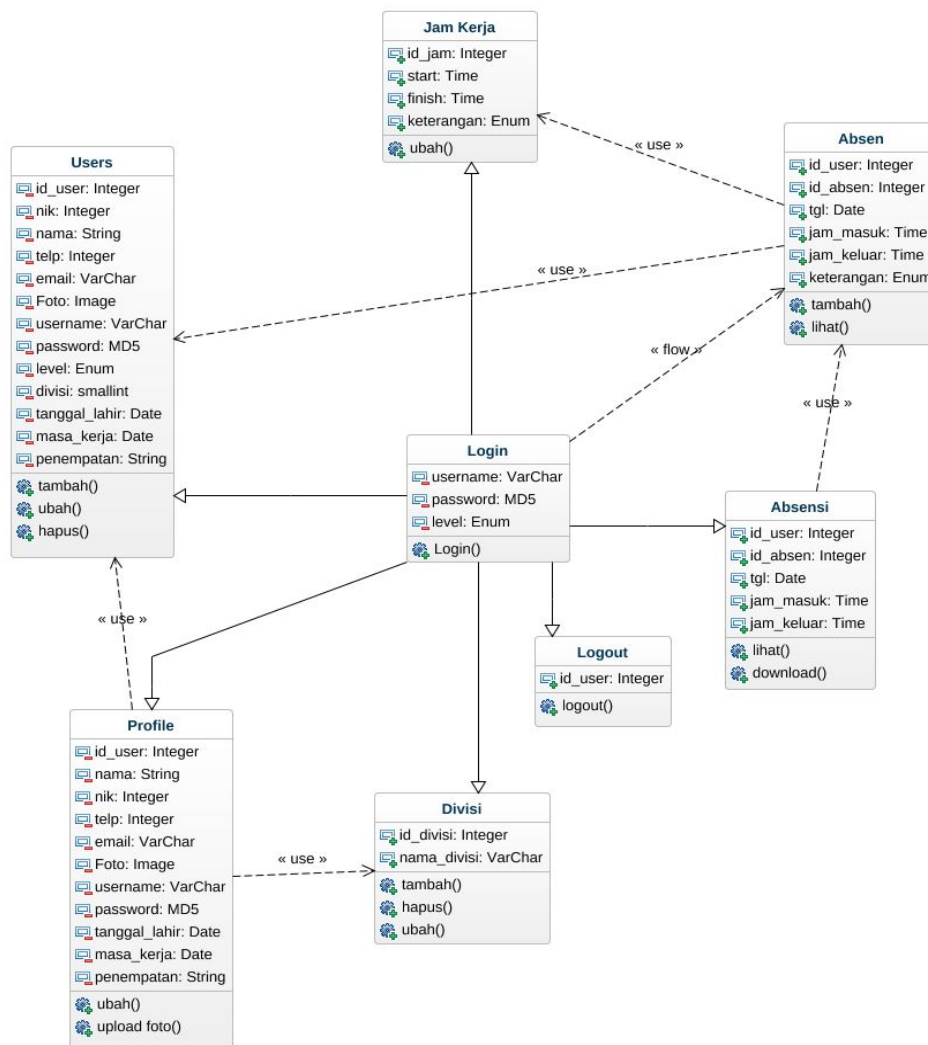 Jam Kerja
id_jam: Integer
start: Time
finish: Time
keterangan: Enum
ubah()
« use »
Absen
id_user: Integer
id_absen: Integer
tgl: Date
jam_masuk: Time
jam_keluar: Time
keterangan: Enum
tambah()
lihat()
Users
id_user: Integer
nik: Integer
nama: String
telp: Integer
email: VarChar
Foto: Image
username: VarChar
password: MD5
level: Enum
divisi: smallint
tanggal_lahir: Date
masa_kerja: Date
penempatan: String
tambah()
ubah()
hapus()
« use »
« flow »
« use »
Login
username: VarChar
password: MD5
level: Enum
Login()
Absensi
id_user: Integer
id_absen: Integer
tgl: Date
jam_masuk: Time
jam_keluar: Time
lihat()
download()
« use »
Logout
id_user: Integer
logout()
Profile
id_user: Integer
nama: String
nik: Integer
telp: Integer
email: VarChar
Foto: Image
username: VarChar
password: MD5
tanggal_lahir: Date
masa_kerja: Date
penempatan: String
ubah()
upload foto()
« use »
Divisi
id_divisi: Integer
nama_divisi: VarChar
tambah()
hapus()
ubah()